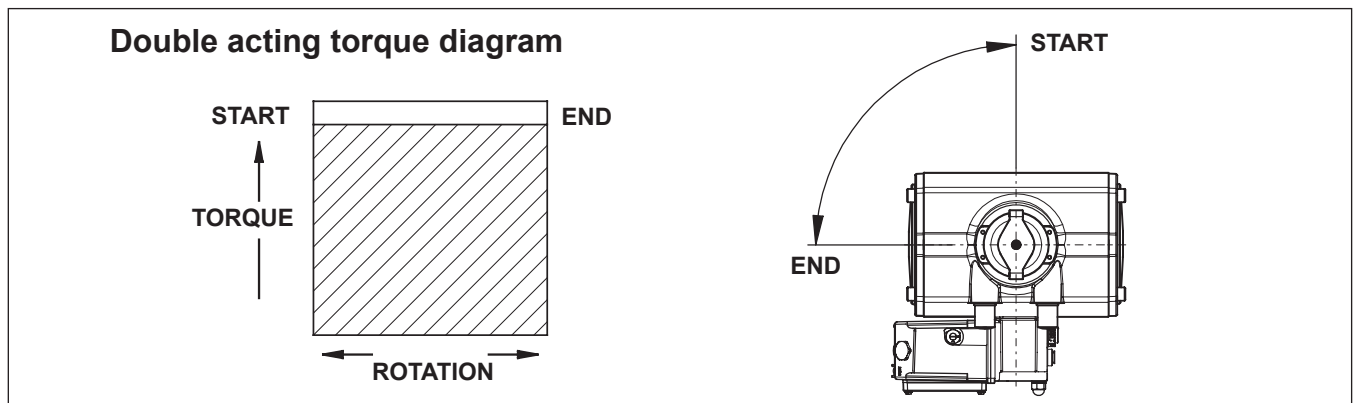 Double acting torque diagram
START
END
TORQUE
ROTATION
START
END